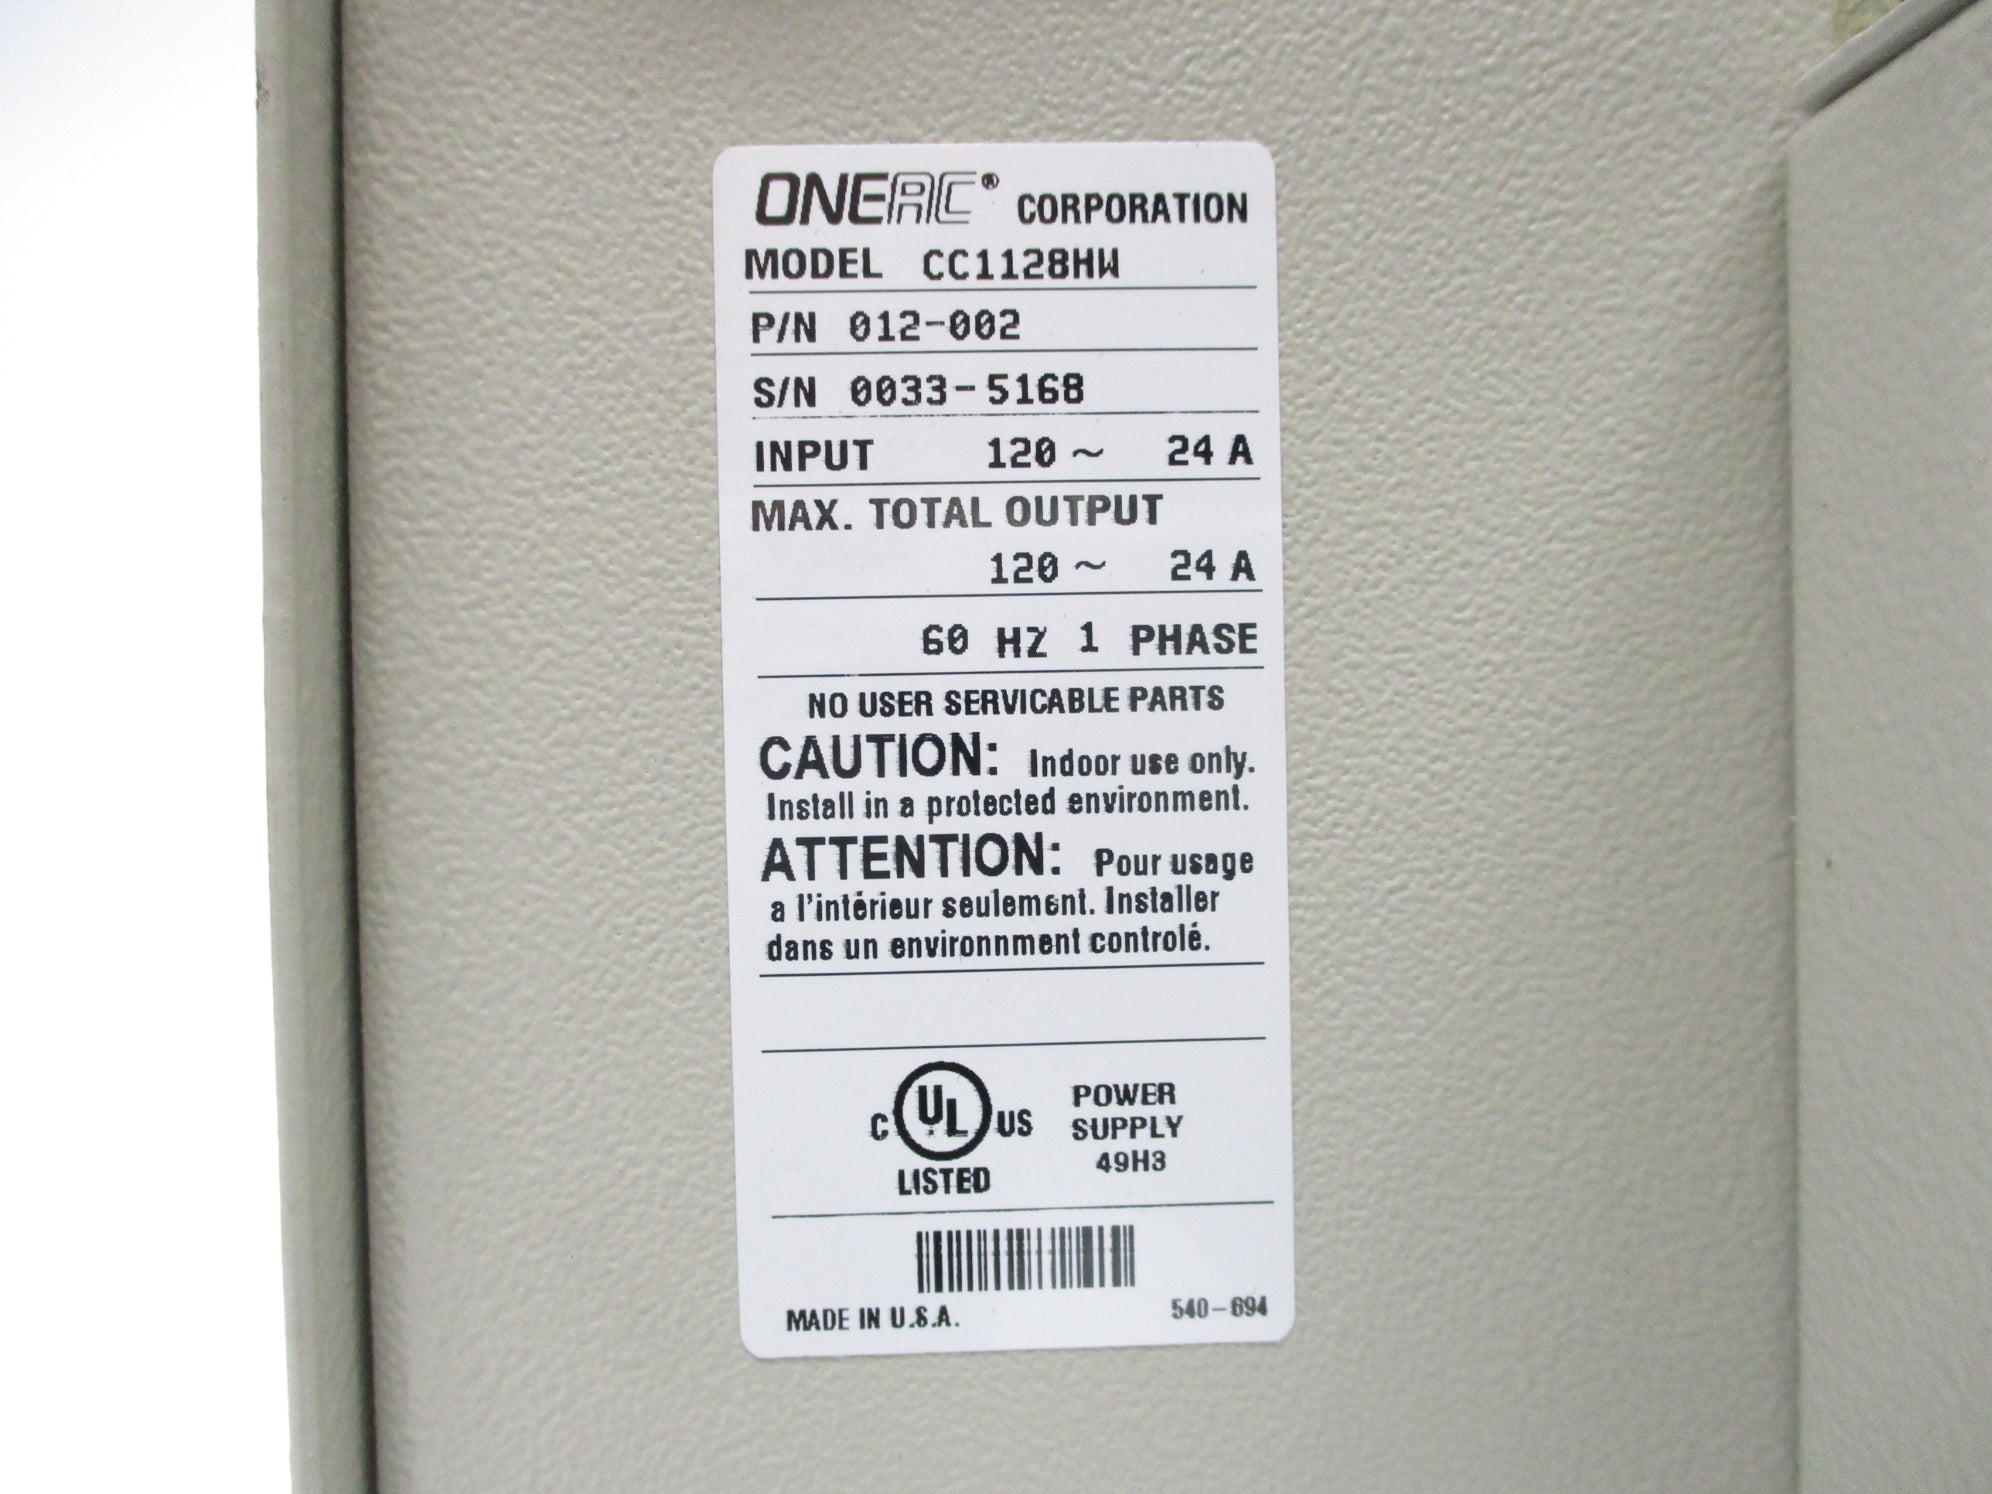 ONEAC® CORPORATION
MODEL CC1128HW
P/N 012-002
S/N 0033-5168
INPUT 120 ~ 24 A
MAX. TOTAL OUTPUT
120 ~ 24 A
60 HZ 1 PHASE
NO USER SERVICABLE PARTS
CAUTION: Indoor use only.
Install in a protected environment.
ATTENTION: Pour usage
a l'intérieur seulement. Installer
dans un environnment controlé.
C UL US
LISTED
POWER
SUPPLY
49H3
MADE IN U.S.A. 540-694